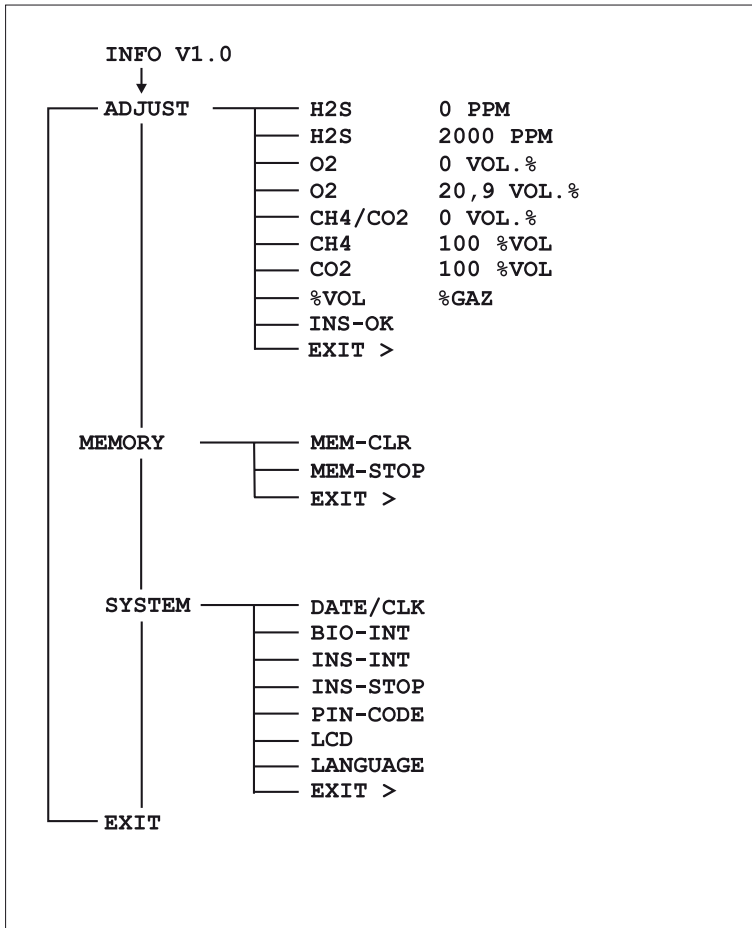 INFO V1.0
ADJUST
H2S 0 PPM
H2S 2000 PPM
O2 0 VOL.%
O2 20,9 VOL.%
CH4/CO2 0 VOL.%
CH4 100 %VOL
CO2 100 %VOL
%VOL %GAZ
INS-OK
EXIT >
MEMORY
MEM-CLR
MEM-STOP
EXIT >
SYSTEM
DATE/CLK
BIO-INT
INS-INT
INS-STOP
PIN-CODE
LCD
LANGUAGE
EXIT >
EXIT